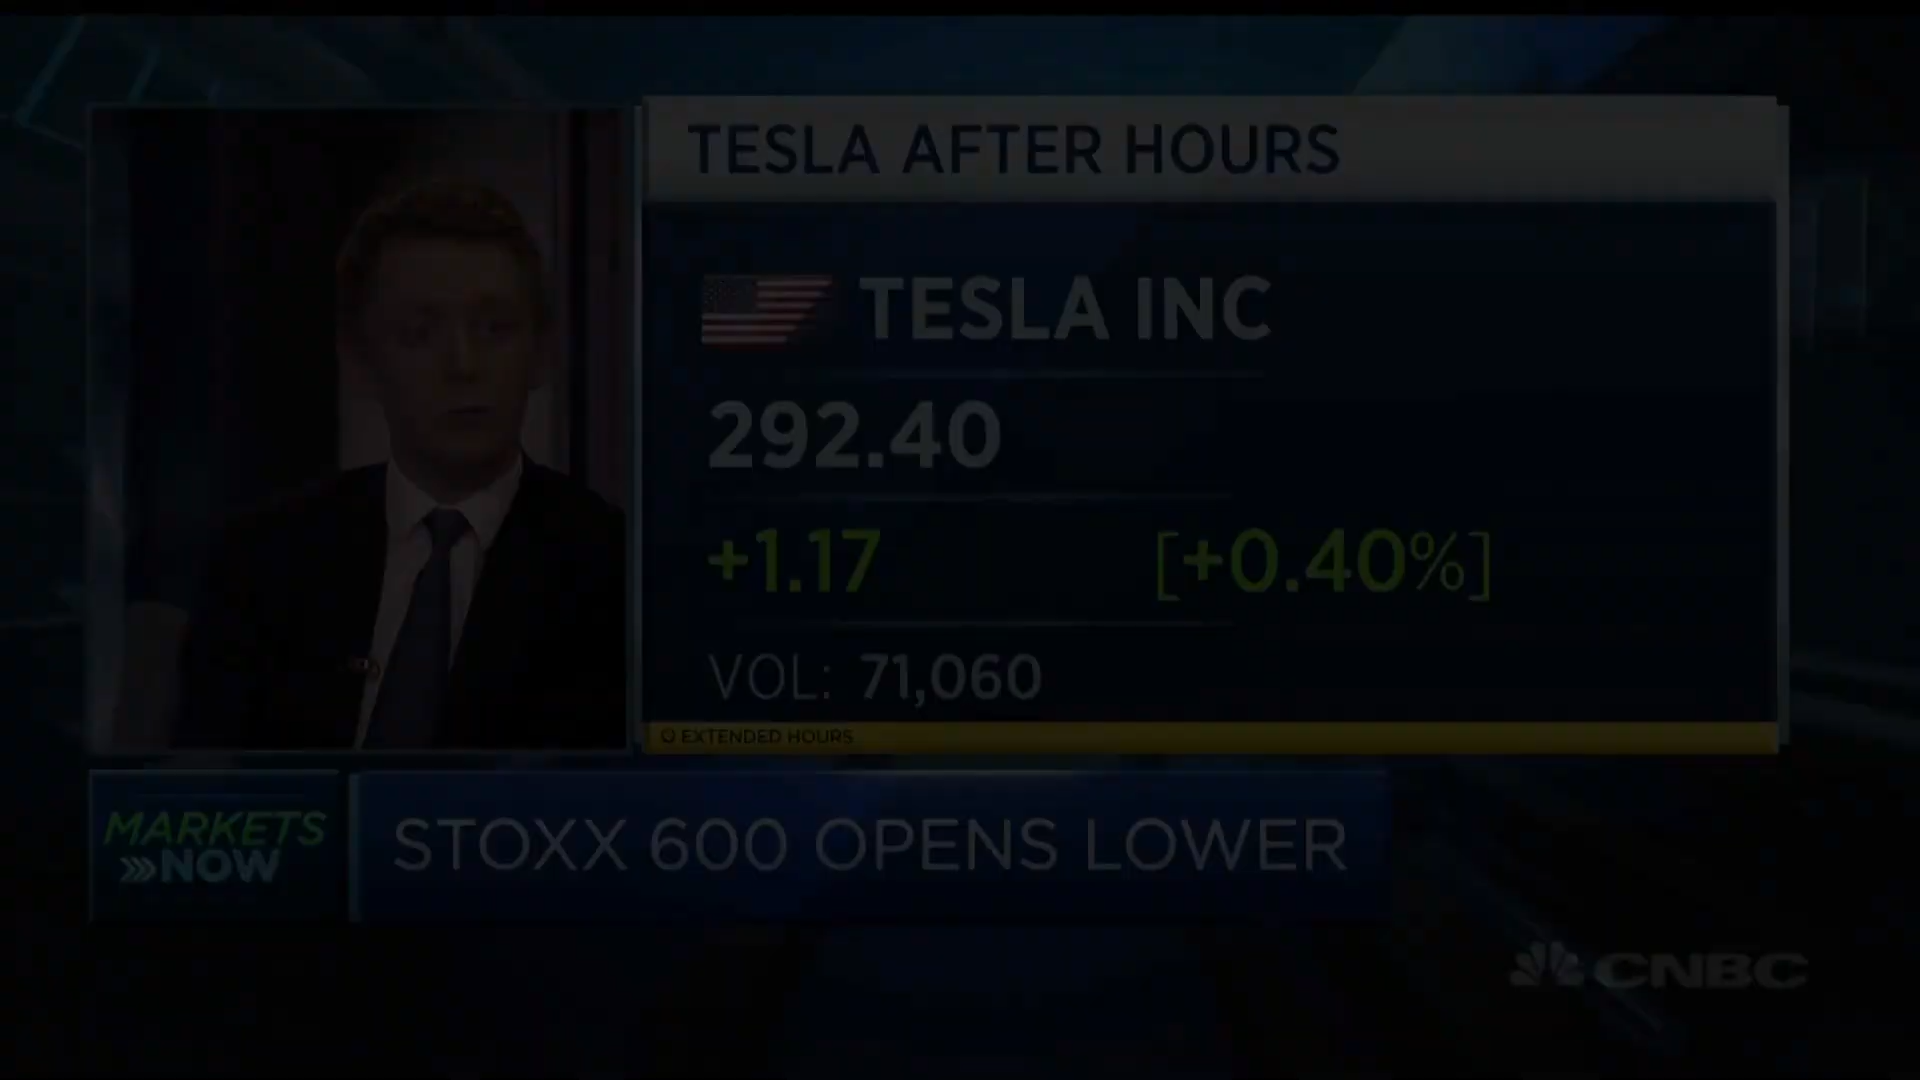 TESLA AFTER HOURS
TESLA INC
292.40
+1.17 [+0.40%]
VOL: 71,060
EXTENDED HOURS
MARKETS
NOW
STOXX 600 OPENS LOWER
CNBC